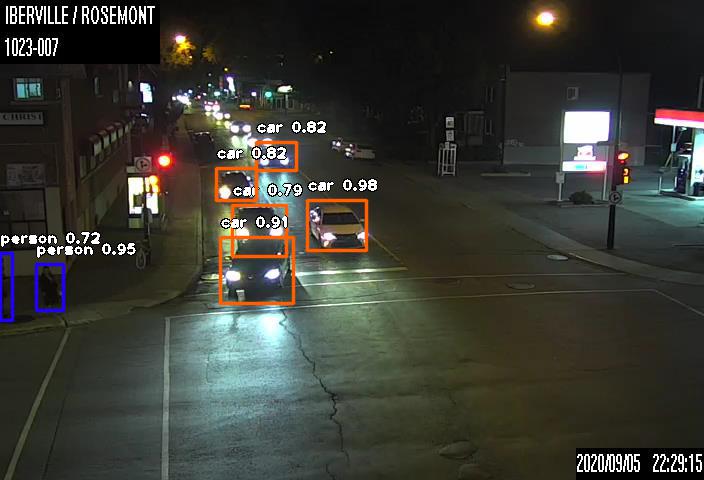 IBERVILLE / ROSEMONT
1023-007
car 0.82
car 0.82
car 0.79
car 0.98
car 0.91
person 0.72
person 0.95
CHRIST
2020/09/05 22:29:15